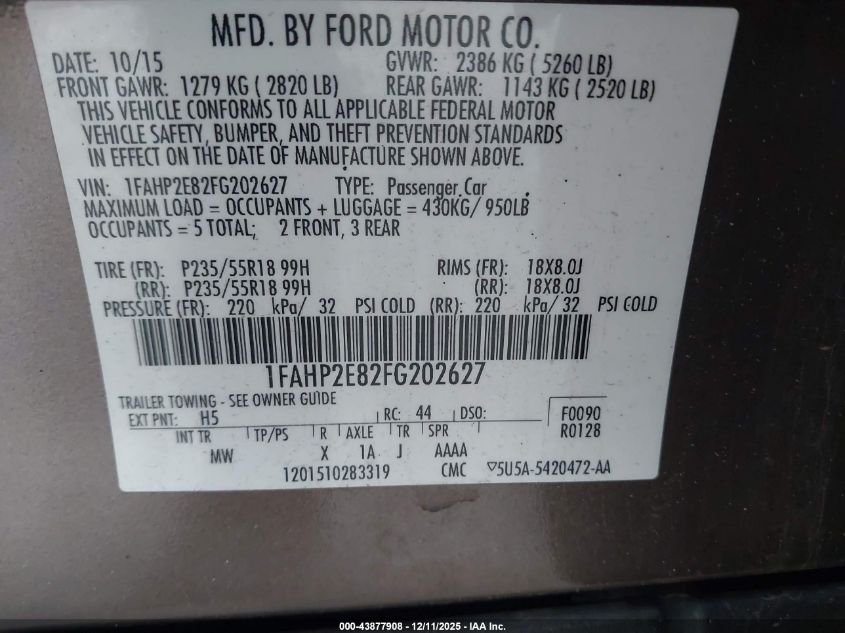 MFD. BY FORD MOTOR CO.
DATE: 10/15 GVWR: 2386 KG ( 5260 LB)
FRONT GAWR: 1279 KG ( 2820 LB) REAR GAWR: 1143 KG ( 2520 LB)
THIS VEHICLE CONFORMS TO ALL APPLICABLE FEDERAL MOTOR
VEHICLE SAFETY, BUMPER, AND THEFT PREVENTION STANDARDS
IN EFFECT ON THE DATE OF MANUFACTURE SHOWN ABOVE.
VIN: 1FAHP2E82FG202627 TYPE: Passenger Car
MAXIMUM LOAD = OCCUPANTS + LUGGAGE = 430KG/ 950LB
OCCUPANTS = 5 TOTAL; 2 FRONT, 3 REAR
TIRE (FR): P235/55R18 99H RIMS (FR): 18X8.0J
(RR): P235/55R18 99H (RR): 18X8.0J
PRESSURE (FR): 220 kPa/ 32 PSI COLD (RR): 220 kPa/ 32 PSI COLD
1FAHP2E82FG202627
TRAILER TOWING - SEE OWNER GUIDE
EXT PNT: H5 RC: 44 DSO: F0090
INT TR TP/PS R AXLE TR SPR R0128
MW X 1A J AAAA
1201510283319 CMC ▽5U5A-5420472-AA
000-43877908 - 12/11/2025 - IAA Inc.